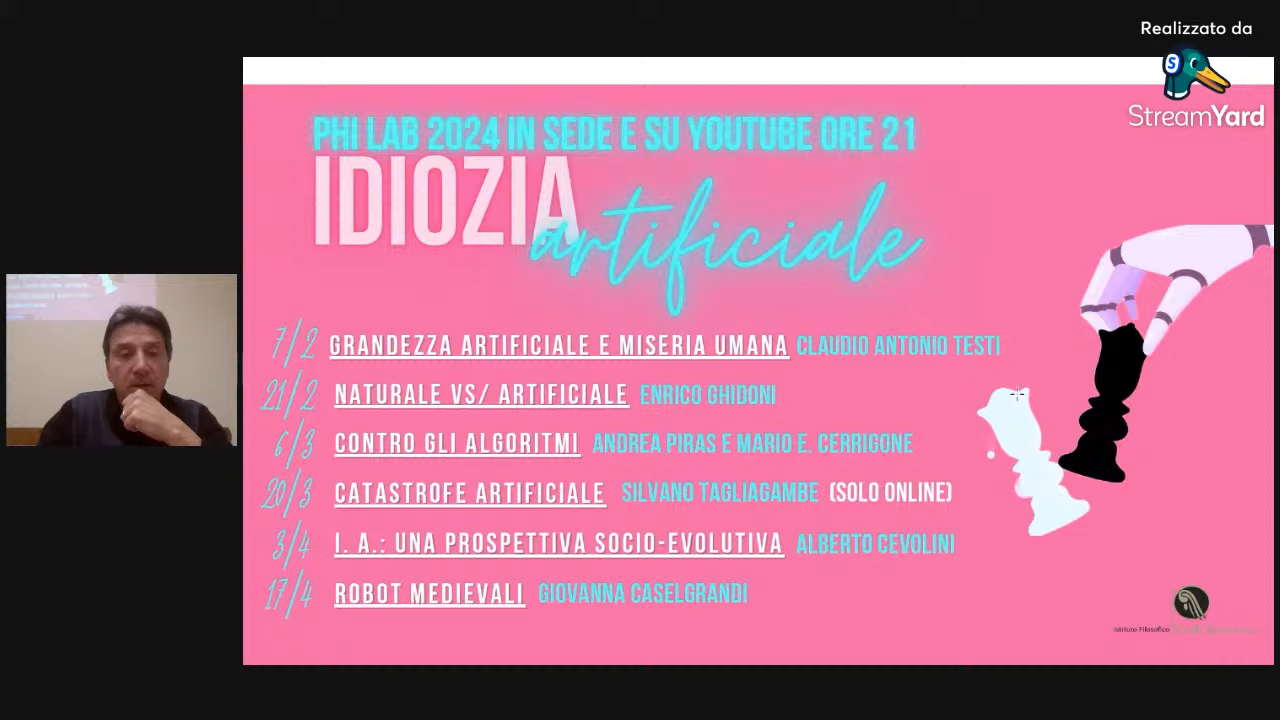 Realizzato da
StreamYard
PHI LAB 2024 IN SEDE E SU YOUTUBE ORE 21
IDIOZIA
artificiale
7/2 GRANDEZZA ARTIFICIALE E MISERIA UMANA CLAUDIO ANTONIO TESTI
21/2 NATURALE VS/ ARTIFICIALE ENRICO GHIDONI
6/3 CONTRO GLI ALGORITMI ANDREA PIRAS E MARIO E. CERRIGONE
20/3 CATASTROFE ARTIFICIALE SILVANO TAGLIAGAMBE (SOLO ONLINE)
3/4 I. A.: UNA PROSPETTIVA SOCIO-EVOLUTIVA ALBERTO CEVOLINI
17/4 ROBOT MEDIEVALI GIOVANNA CASELGRANDI
Istituto Filosofico